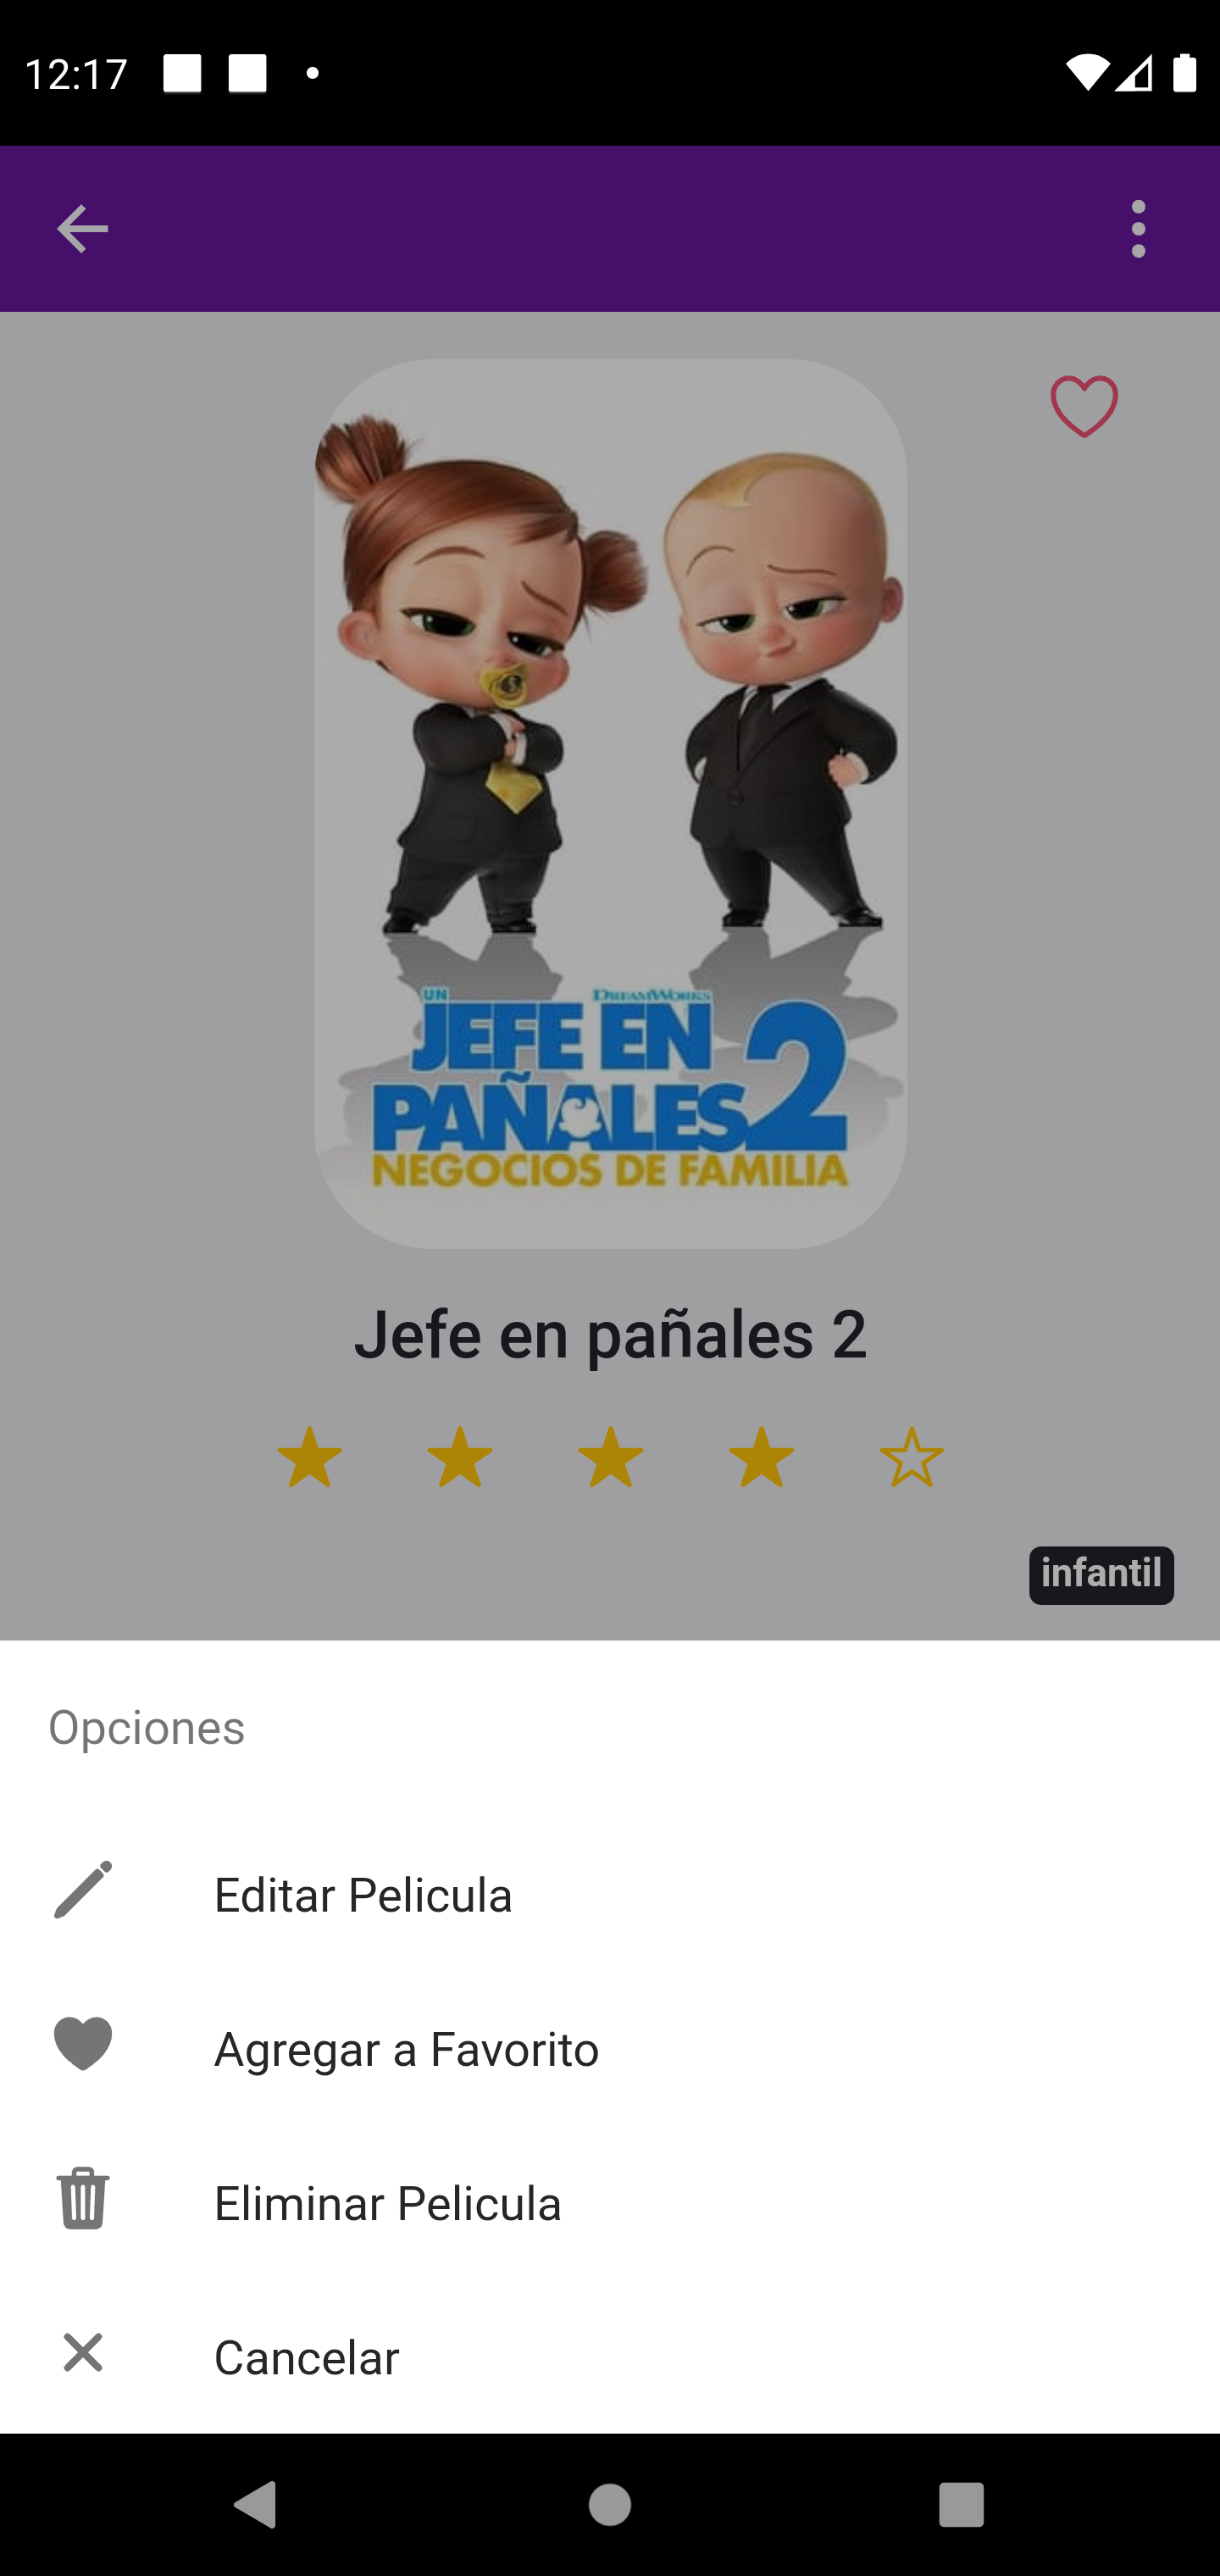 12:17
UN DREAMWORKS
JEFE EN
PAÑALES 2
NEGOCIOS DE FAMILIA
Jefe en pañales 2
infantil
Opciones
Editar Pelicula
Agregar a Favorito
Eliminar Pelicula
Cancelar